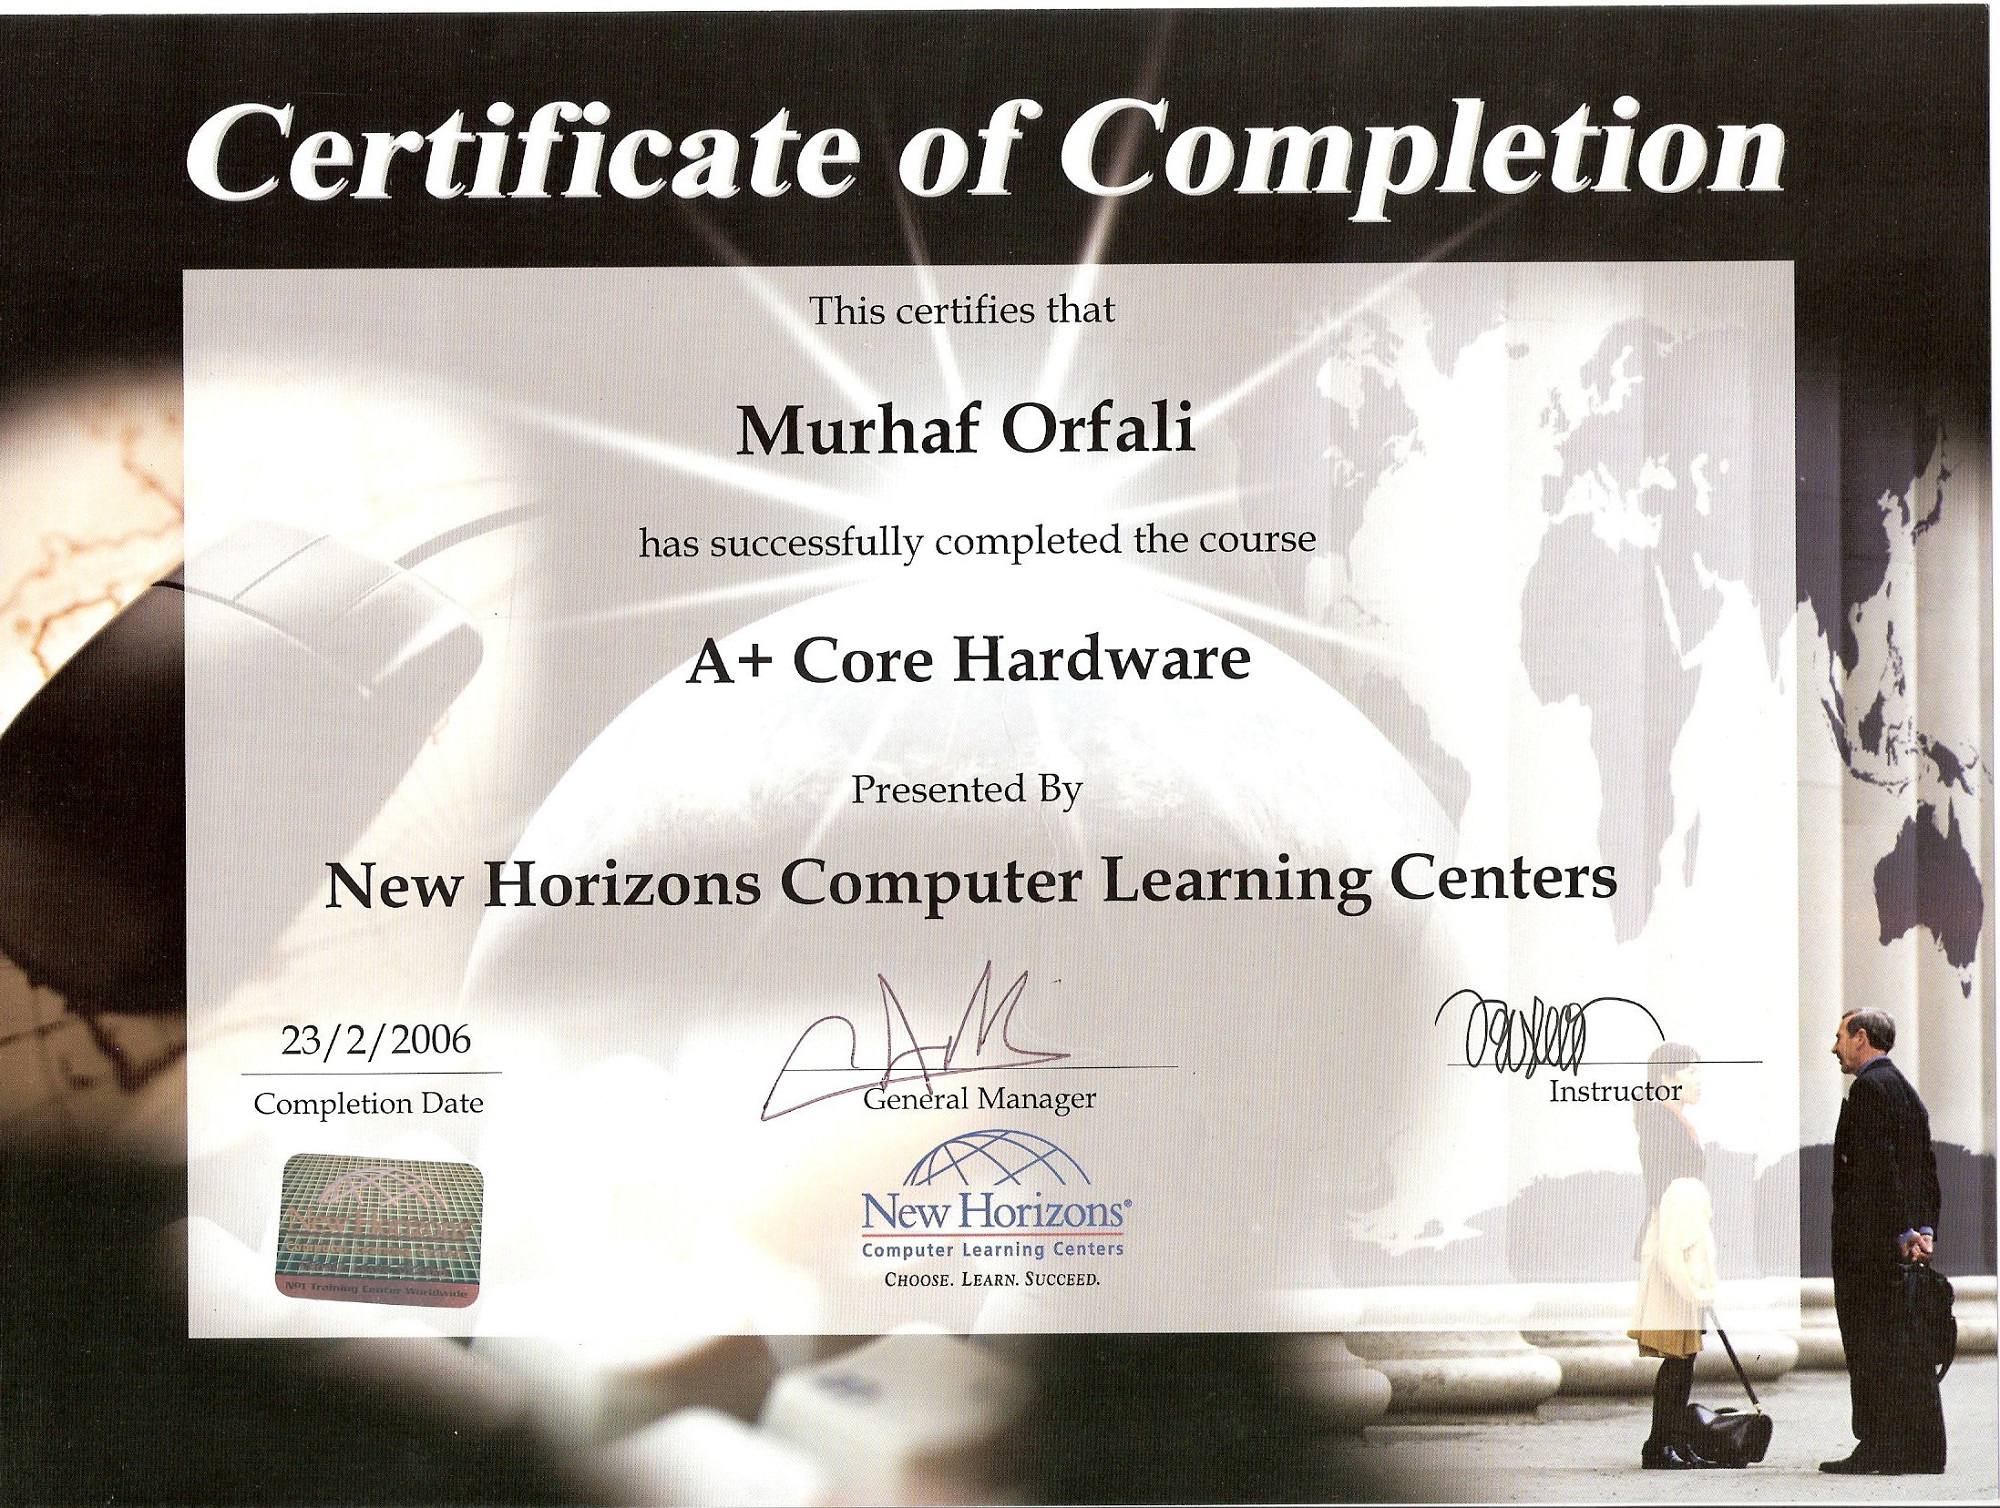 Certificate of Completion
This certifies that
Murhaf Orfali
has successfully completed the course
A+ Core Hardware
Presented By
New Horizons Computer Learning Centers
23/2/2006
Completion Date
General Manager
Instructor
New Horizons®
Computer Learning Centers
CHOOSE. LEARN. SUCCEED.
New Horizons
Training Center Worldwide